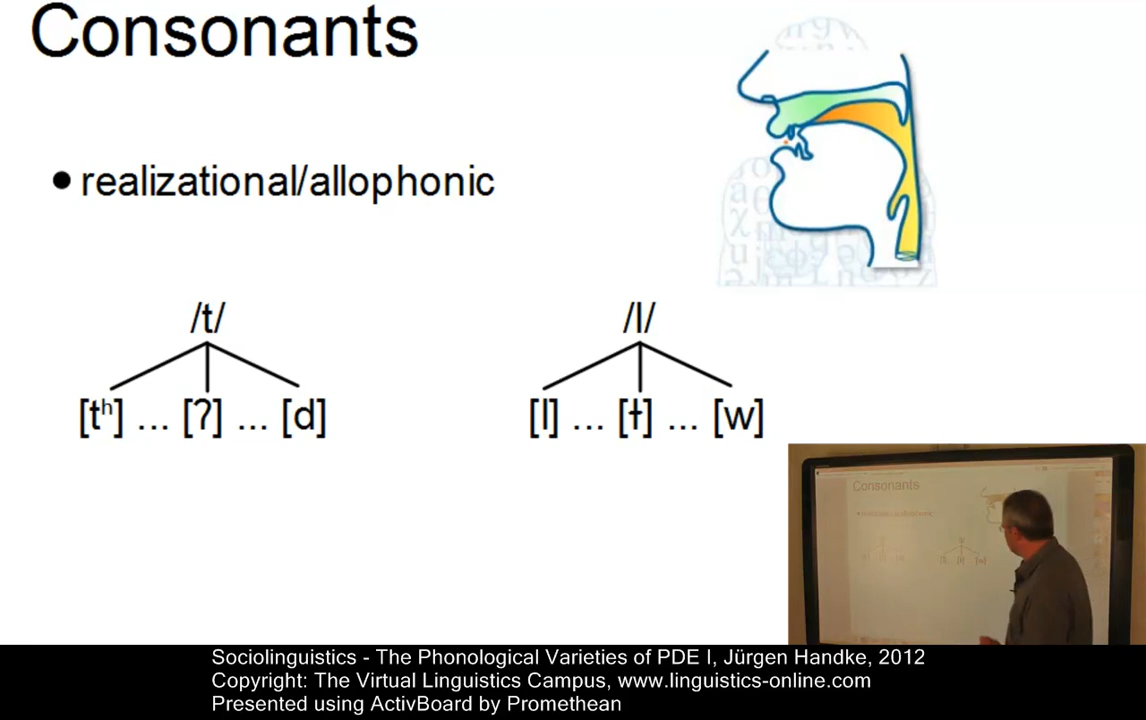 Consonants
• realizational/allophonic
/t/
/l/
[tʰ] ... [ʔ] ... [d]
[l] ... [ɫ] ... [w]
Consonants
Sociolinguistics - The Phonological Varieties of PDE I, Jürgen Handke, 2012
Copyright: The Virtual Linguistics Campus, www.linguistics-online.com
Presented using ActivBoard by Promethean